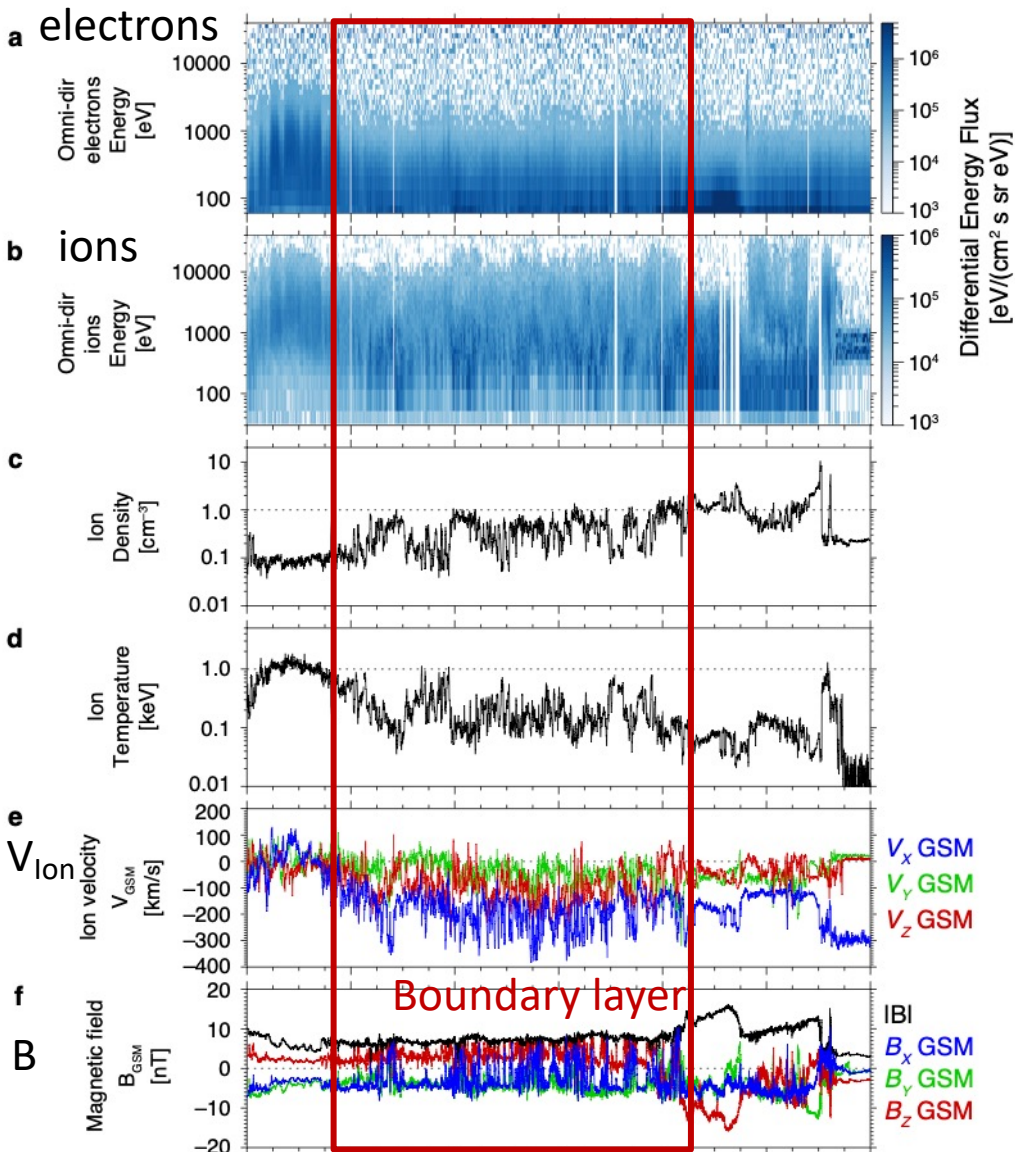 a electrons
Omni-dir
electrons
Energy
[eV]
10000
1000
100
10⁶
10⁵
10⁴
10³
b ions
Omni-dir
ions
Energy
[eV]
10000
1000
100
10⁶
10⁵
10⁴
10³
Differential Energy Flux
[eV/(cm² s sr eV)]
c
Ion
Density
[cm⁻³]
10
1.0
0.1
0.01
d
Ion
Temperature
[keV]
1.0
0.1
0.01
e
V_Ion
Ion velocity
V_GSM
[km/s]
200
100
0
−100
−200
−300
−400
V_X GSM
V_Y GSM
V_Z GSM
f
B
Magnetic field
B_GSM
[nT]
20
10
0
−10
−20
Boundary layer
|B|
B_X GSM
B_Y GSM
B_Z GSM